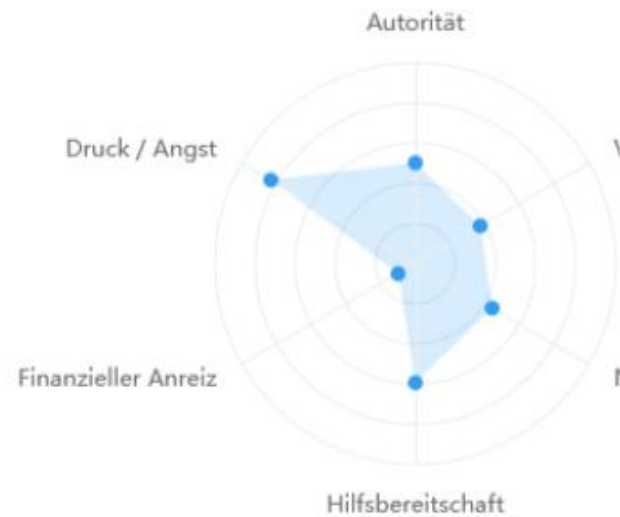 Autorität
Druck / Angst
Finanzieller Anreiz
Hilfsbereitschaft